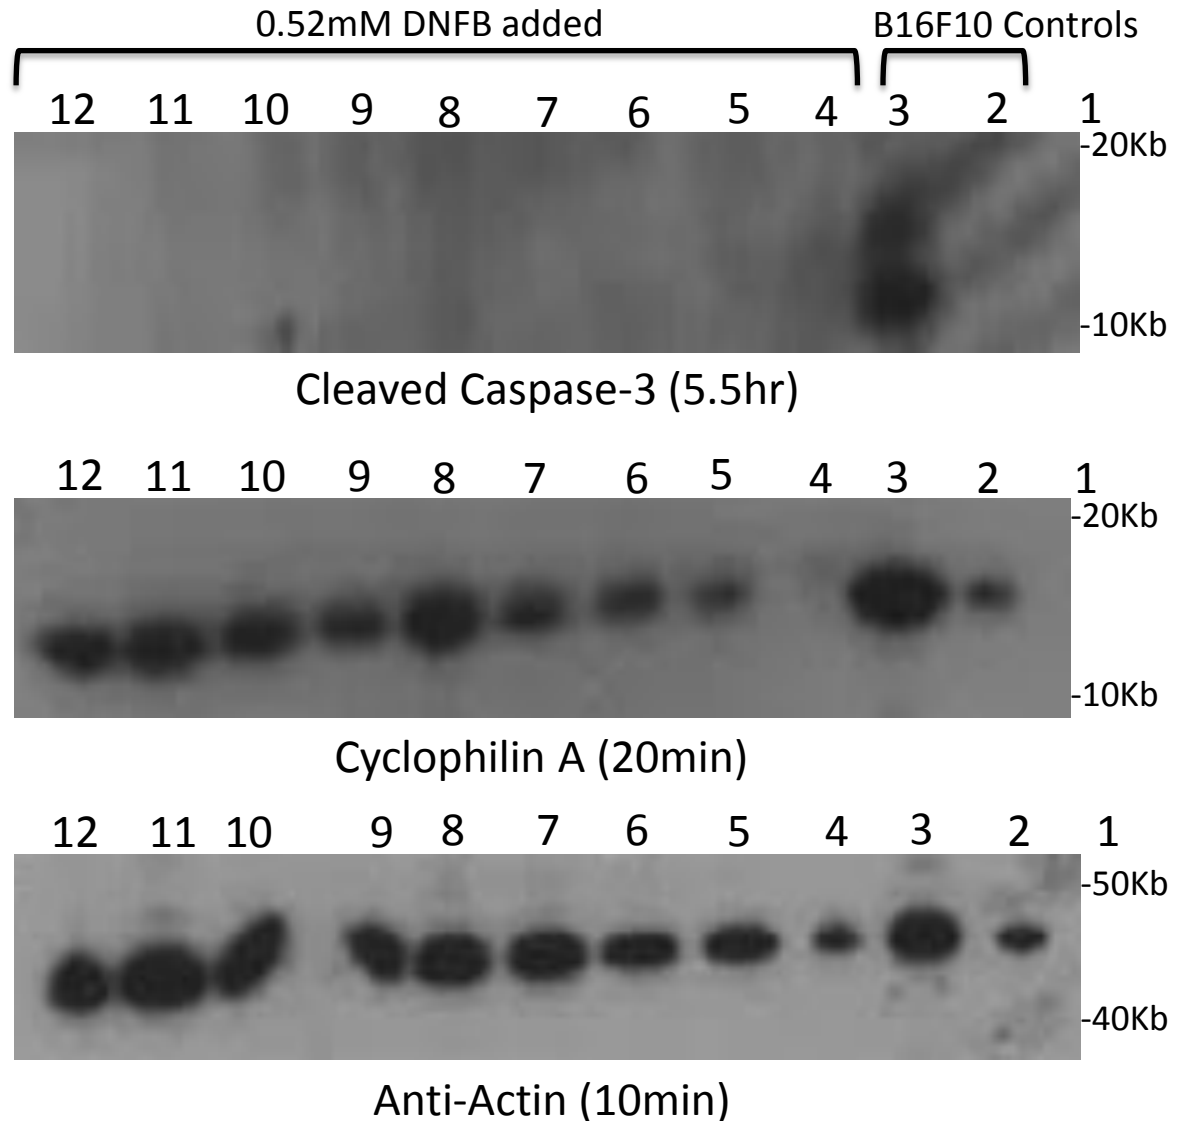 0.52mM DNFB added B16F10 Controls
12 11 10 9 8 7 6 5 4 3 2 1
-20Kb
-10Kb
Cleaved Caspase-3 (5.5hr)
12 11 10 9 8 7 6 5 4 3 2 1
-20Kb
-10Kb
Cyclophilin A (20min)
12 11 10 9 8 7 6 5 4 3 2 1
-50Kb
-40Kb
Anti-Actin (10min)